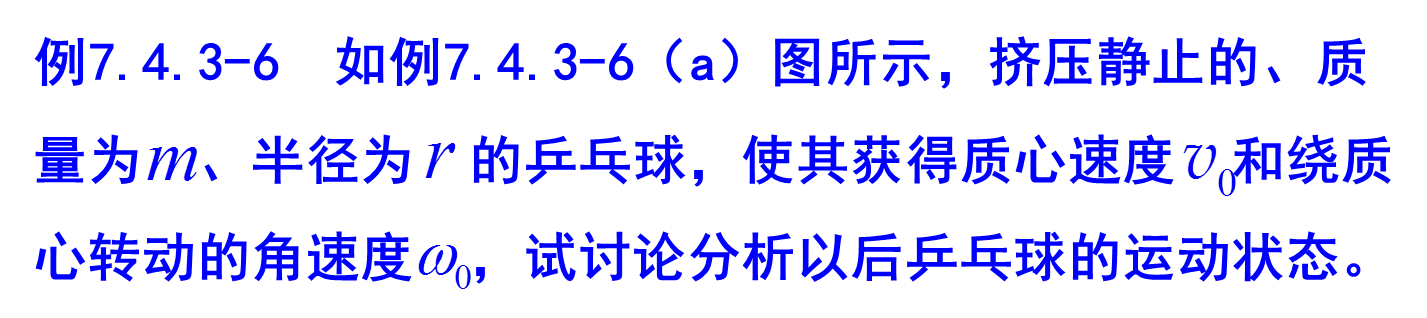 例7.4.3-6 如例7.4.3-6（a）图所示，挤压静止的、质
量为m、半径为r的乒乓球，使其获得质心速度v₀和绕质
心转动的角速度ω₀，试讨论分析以后乒乓球的运动状态。